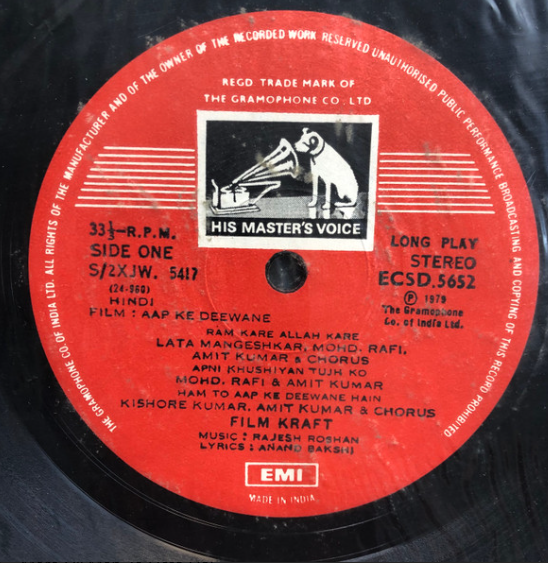 THE GRAMOPHONE CO. OF INDIA LTD. ALL RIGHTS OF THE MANUFACTURER AND OF THE OWNER OF THE RECORDED WORK RESERVED UNAUTHORISED PUBLIC PERFORMANCE BROADCASTING AND COPYING OF THIS RECORD PROHIBITED
REGD TRADE MARK OF
THE GRAMOPHONE CO. LTD
HIS MASTER'S VOICE
33⅓-R.P.M.
SIDE ONE
S/2XJW. 5417
(24-980)
HINDI
FILM : AAP KE DEEWANE
LONG PLAY
STEREO
ECSD.5652
Ⓟ 1979
The Gramophone
Co. of India Ltd.
RAM KARE ALLAH KARE
LATA MANGESHKAR, MOHD. RAFI,
AMIT KUMAR & CHORUS
APNI KHUSHIYAN TUJH KO
MOHD. RAFI & AMIT KUMAR
HAM TO AAP KE DEEWANE HAIN
KISHORE KUMAR, AMIT KUMAR & CHORUS
FILM KRAFT
MUSIC : RAJESH ROSHAN
LYRICS : ANAND BAKSHI
EMI
MADE IN INDIA